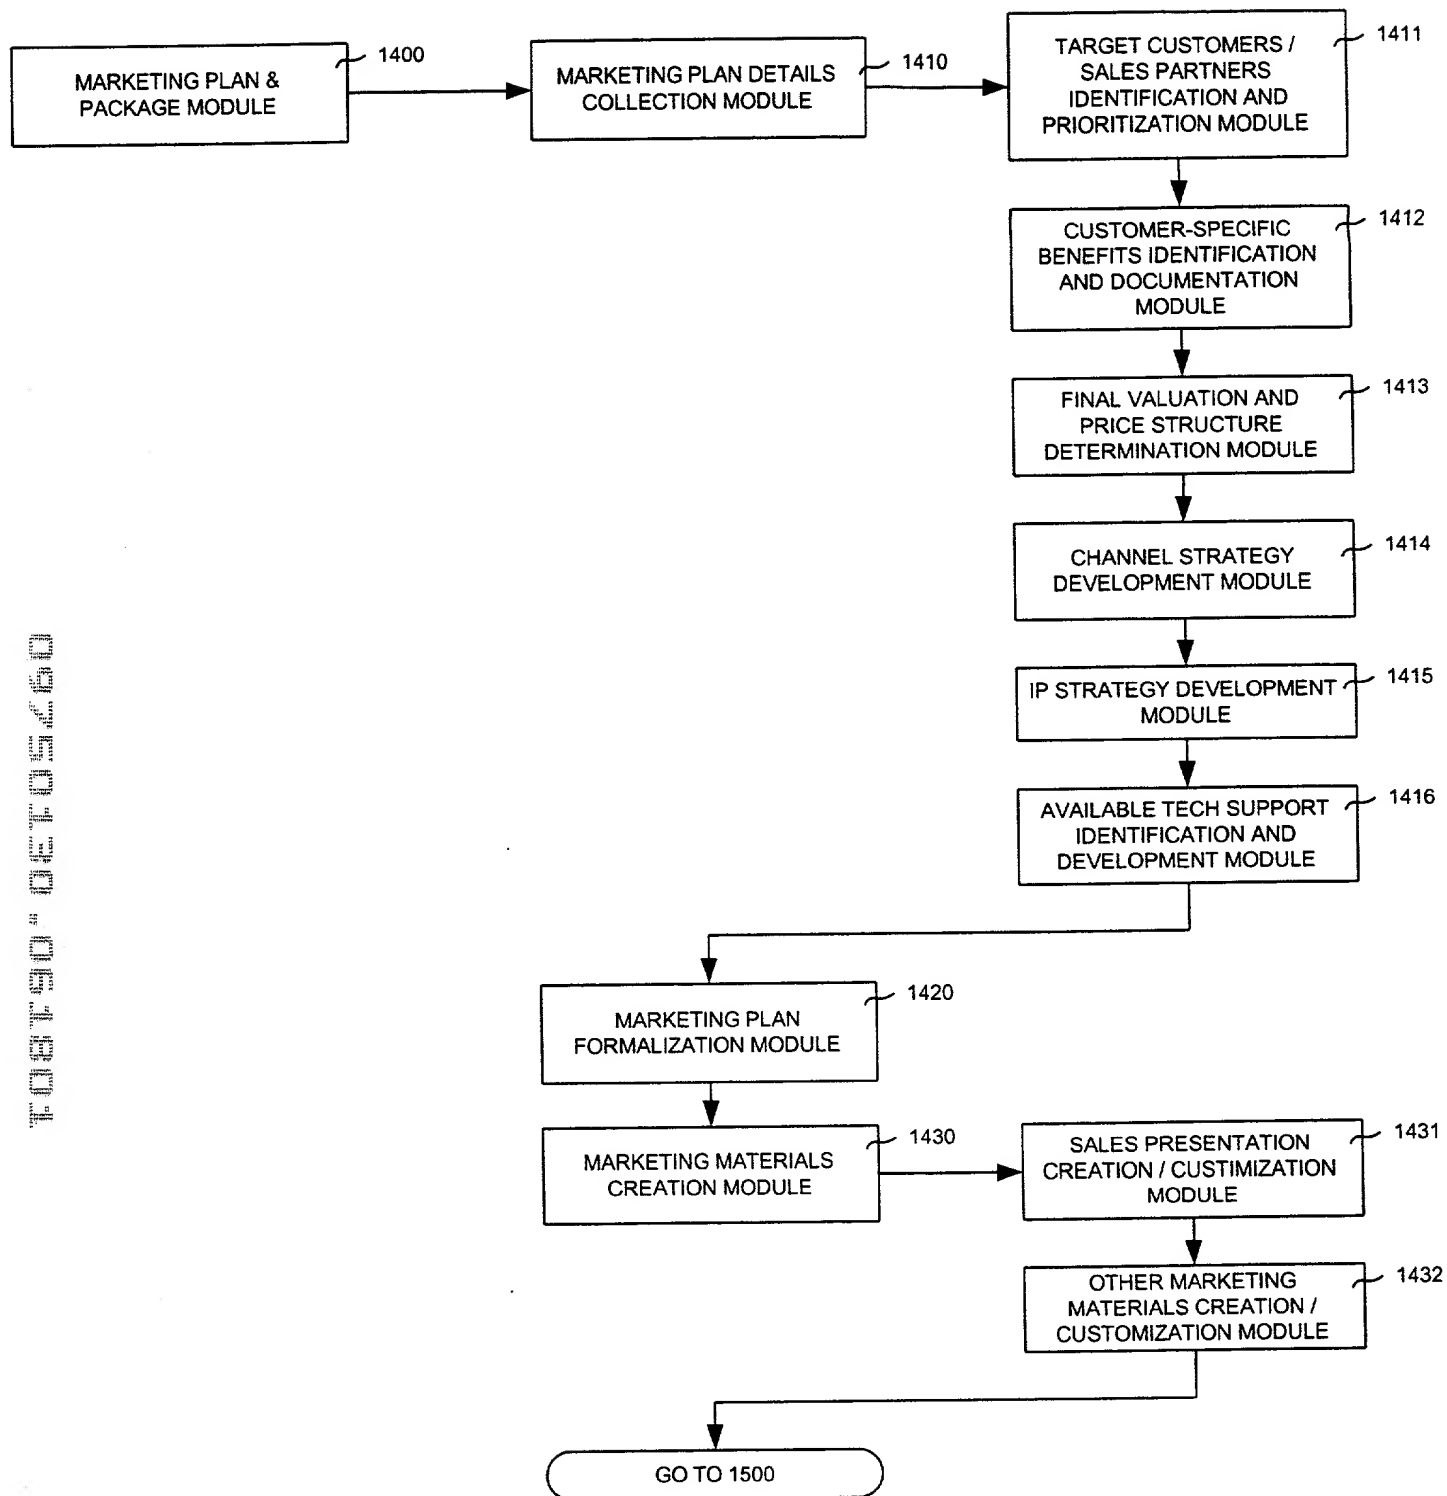 MARKETING PLAN &
PACKAGE MODULE
1400
MARKETING PLAN DETAILS
COLLECTION MODULE
1410
TARGET CUSTOMERS /
SALES PARTNERS
IDENTIFICATION AND
PRIORITIZATION MODULE
1411
CUSTOMER-SPECIFIC
BENEFITS IDENTIFICATION
AND DOCUMENTATION
MODULE
1412
FINAL VALUATION AND
PRICE STRUCTURE
DETERMINATION MODULE
1413
CHANNEL STRATEGY
DEVELOPMENT MODULE
1414
IP STRATEGY DEVELOPMENT
MODULE
1415
AVAILABLE TECH SUPPORT
IDENTIFICATION AND
DEVELOPMENT MODULE
1416
MARKETING PLAN
FORMALIZATION MODULE
1420
MARKETING MATERIALS
CREATION MODULE
1430
SALES PRESENTATION
CREATION / CUSTIMIZATION
MODULE
1431
OTHER MARKETING
MATERIALS CREATION /
CUSTOMIZATION MODULE
1432
GO TO 1500